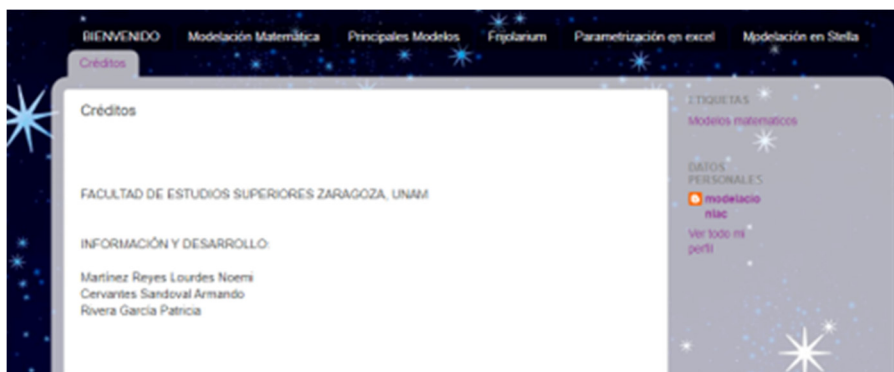 BIENVENIDO Modelación Matemática Principales Modelos Frijolarium Parametrización en excel Modelación en Stella
Créditos
Créditos
FACULTAD DE ESTUDIOS SUPERIORES ZARAGOZA, UNAM
INFORMACIÓN Y DESARROLLO:
Martínez Reyes Lourdes Noemi
Cervantes Sandoval Armando
Rivera García Patricia
ETIQUETAS
Modelos matematicos
DATOS
PERSONALES
modelacio
nlac
Ver todo mi
perfil